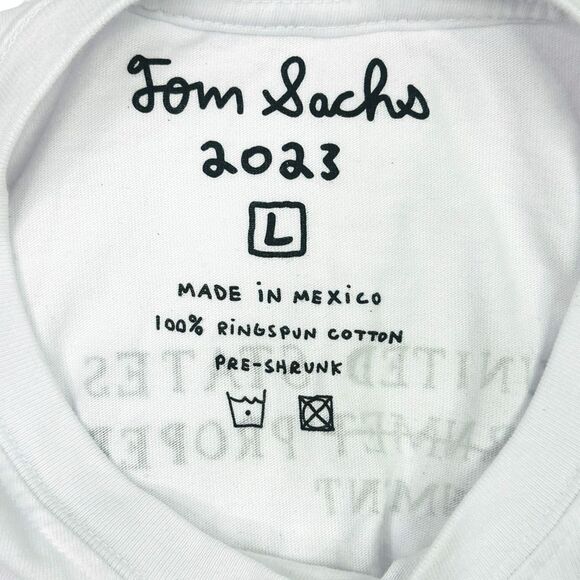 Tom Sachs
2023
L
MADE IN MEXICO
100% RINGSPUN COTTON
PRE-SHRUNK